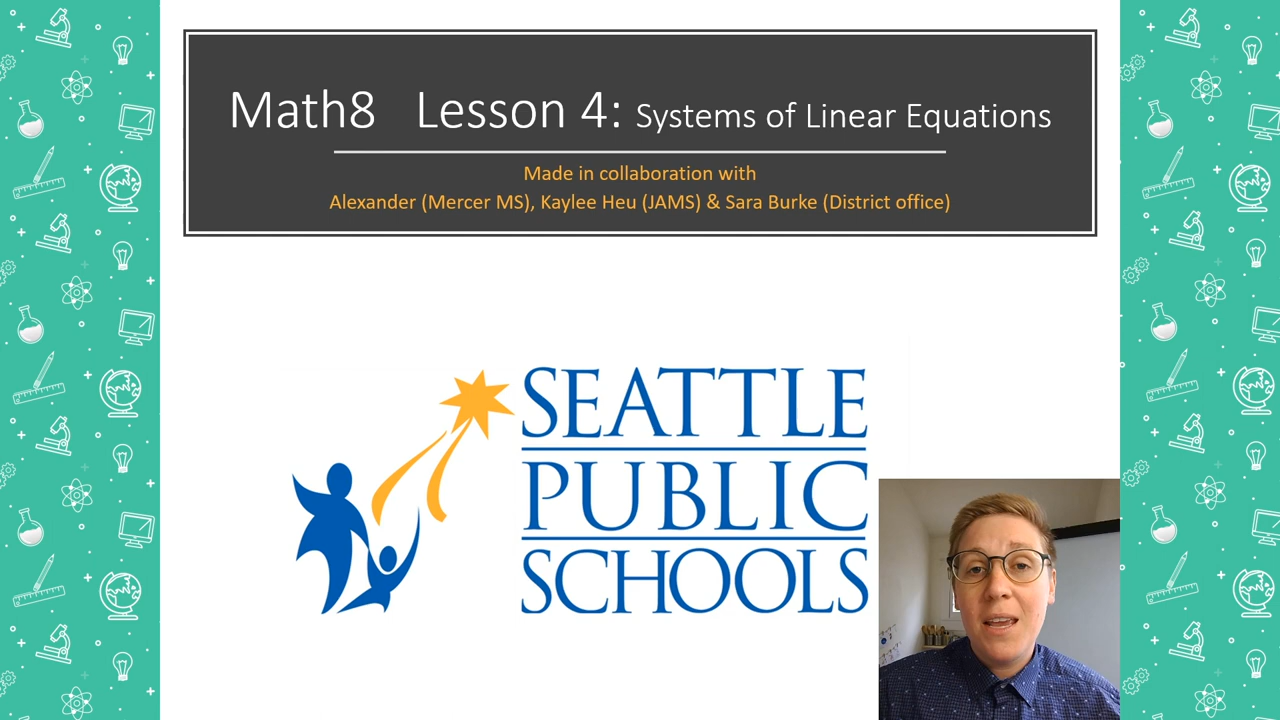 Math8 Lesson 4: Systems of Linear Equations
Made in collaboration with
Alexander (Mercer MS), Kaylee Heu (JAMS) & Sara Burke (District office)
SEATTLE
PUBLIC
SCHOOLS